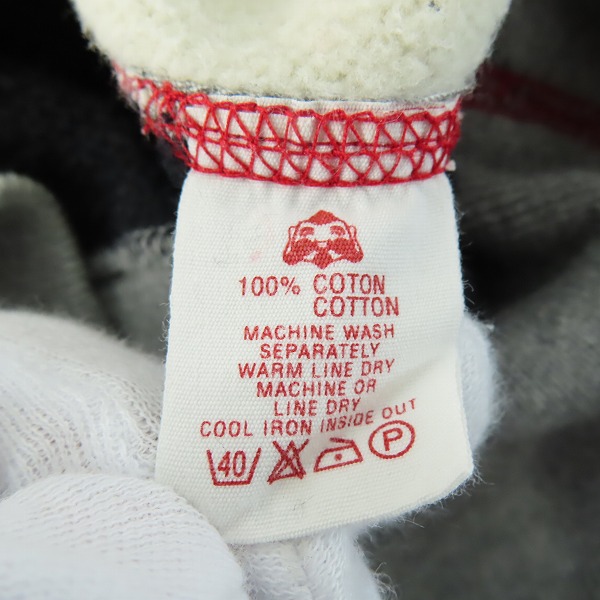 100% COTON
COTTON
MACHINE WASH
SEPARATELY
WARM LINE DRY
MACHINE OR
LINE DRY
COOL IRON INSIDE OUT
40 P